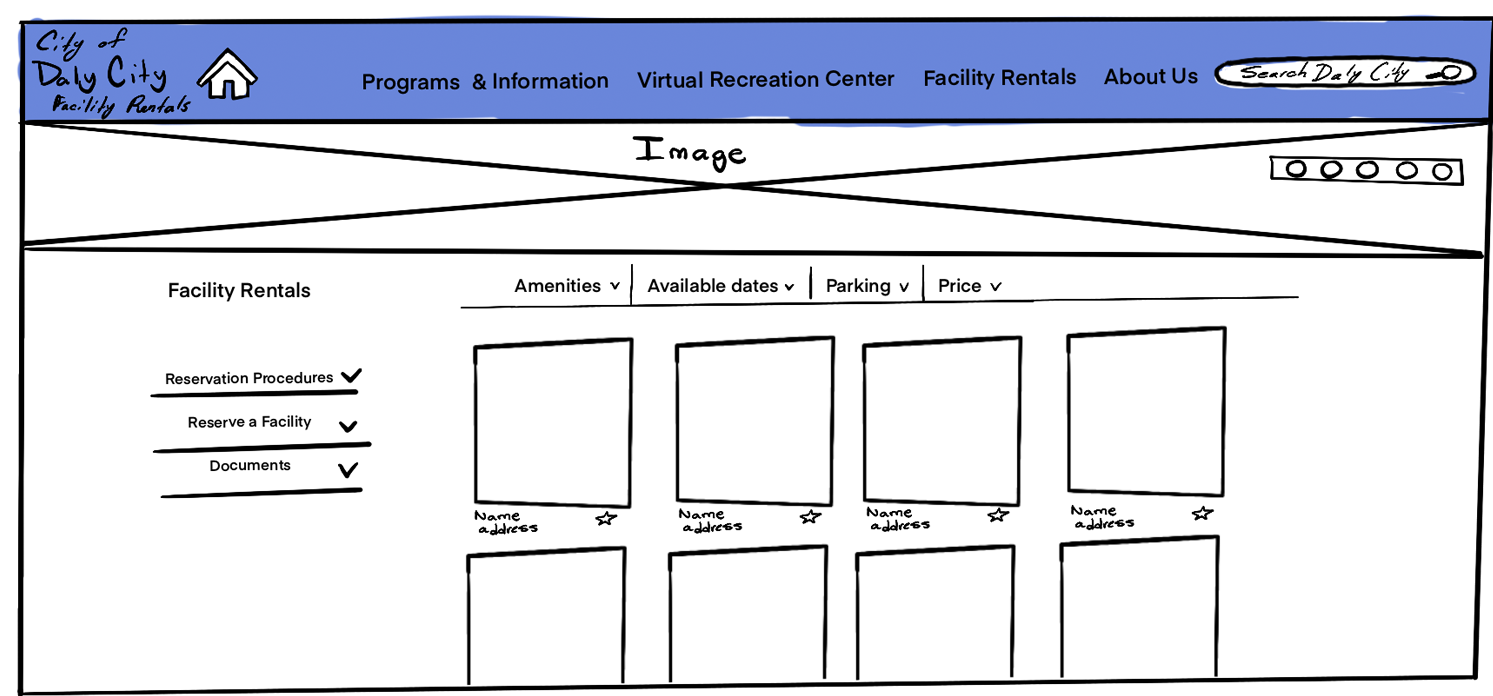 City of
Daly City
Facility Rentals
Programs & Information
Virtual Recreation Center
Facility Rentals
About Us
Search Daly City
Image
Facility Rentals
Amenities
Available dates
Parking
Price
Reservation Procedures
Reserve a Facility
Documents
Name
address
Name
address
Name
address
Name
address